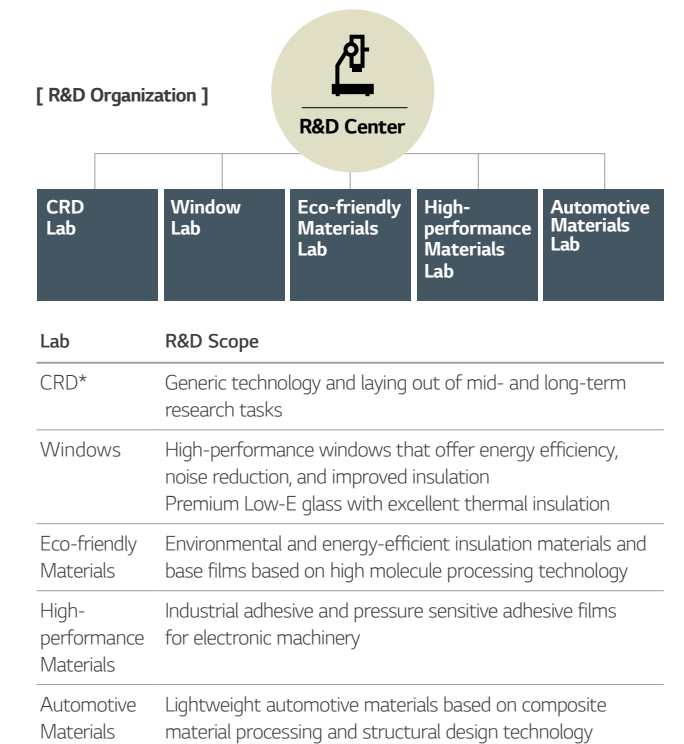 [ R&D Organization ]
R&D Center
CRD
Lab
Window
Lab
Eco-friendly
Materials
Lab
High-
performance
Materials
Lab
Automotive
Materials
Lab
Lab R&D Scope
CRD* Generic technology and laying out of mid- and long-term
research tasks
Windows High-performance windows that offer energy efficiency,
noise reduction, and improved insulation
Premium Low-E glass with excellent thermal insulation
Eco-friendly Environmental and energy-efficient insulation materials and
Materials base films based on high molecule processing technology
High- Industrial adhesive and pressure sensitive adhesive films
performance for electronic machinery
Materials
Automotive Lightweight automotive materials based on composite
Materials material processing and structural design technology